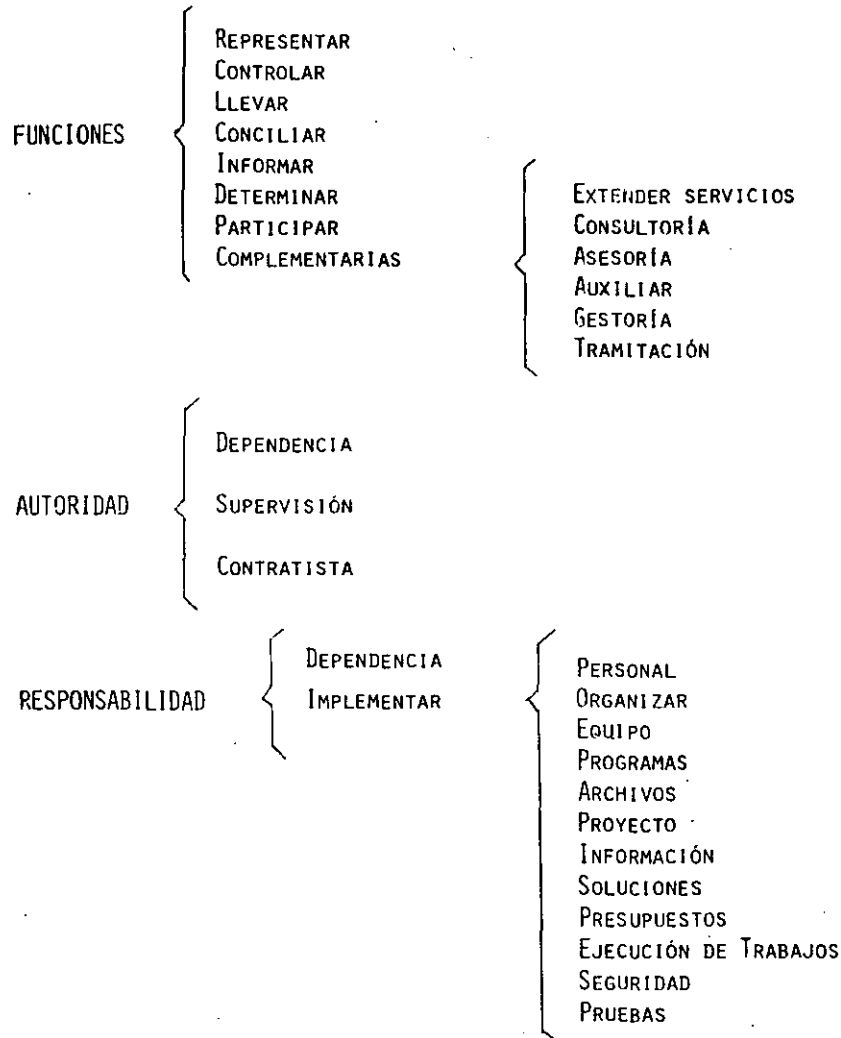 FUNCIONES
REPRESENTAR
CONTROLAR
LLEVAR
CONCILIAR
INFORMAR
DETERMINAR
PARTICIPAR
COMPLEMENTARIAS
EXTENDER SERVICIOS
CONSULTORÍA
ASESORÍA
AUXILIAR
GESTORÍA
TRAMITACIÓN
AUTORIDAD
DEPENDENCIA
SUPERVISIÓN
CONTRATISTA
RESPONSABILIDAD
DEPENDENCIA
IMPLEMENTAR
PERSONAL
ORGANIZAR
EQUIPO
PROGRAMAS
ARCHIVOS
PROYECTO
INFORMACIÓN
SOLUCIONES
PRESUPUESTOS
EJECUCIÓN DE TRABAJOS
SEGURIDAD
PRUEBAS